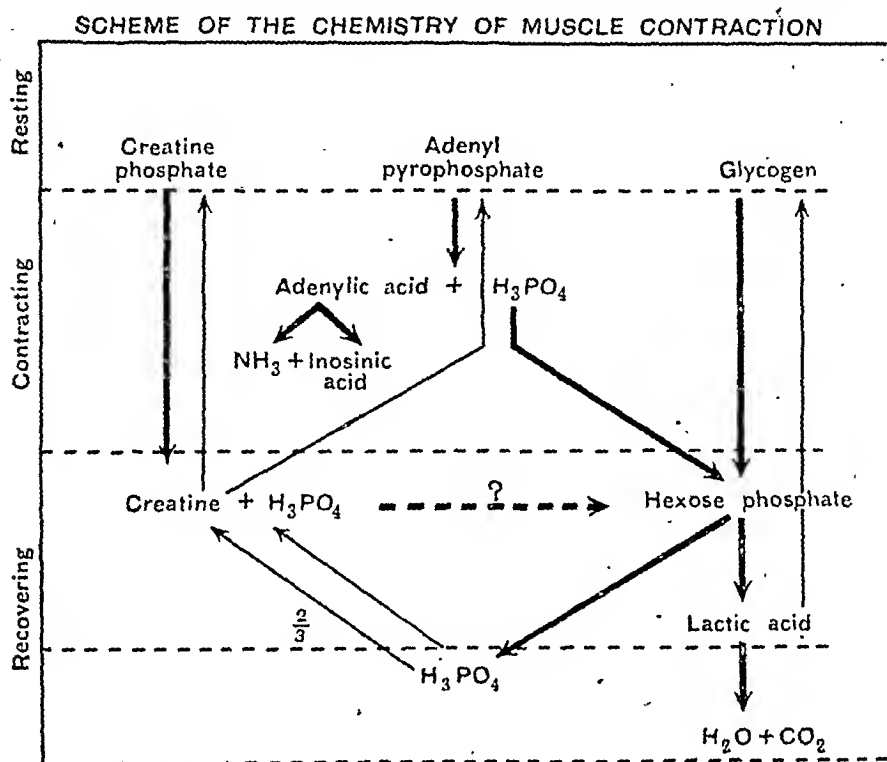 SCHEME OF THE CHEMISTRY OF MUSCLE CONTRACTION
Resting
Creatine
phosphate
Adenyl
pyrophosphate
Glycogen
Contracting
Adenylic acid + H₃PO₄
NH₃ + Inosinic
acid
Recovering
Creatine + H₃PO₄
?
Hexose phosphate
2/3
Lactic acid
H₃PO₄
H₂O + CO₂